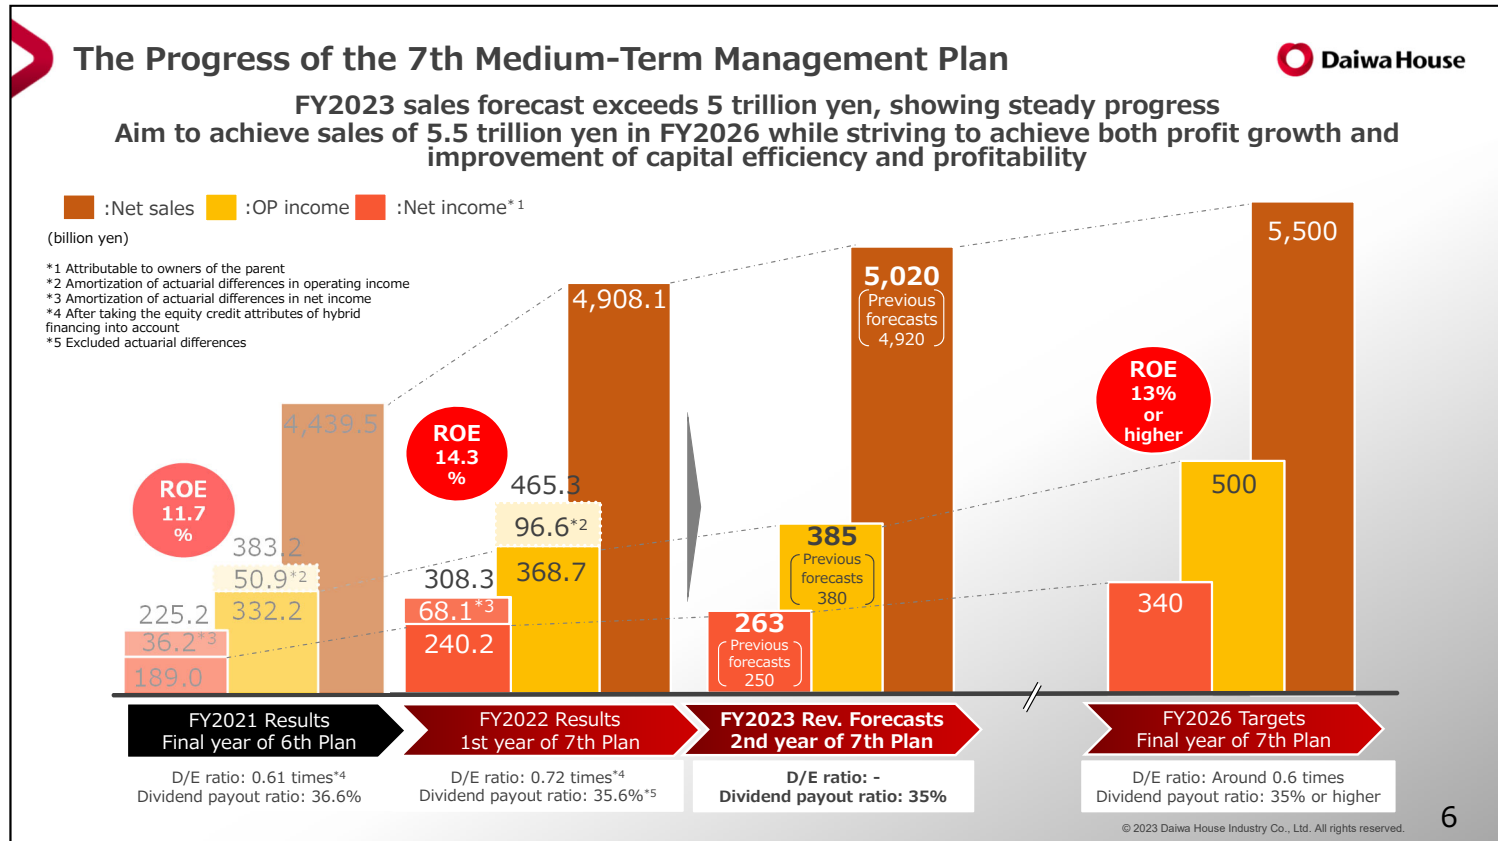 The Progress of the 7th Medium-Term Management Plan
Daiwa House
FY2023 sales forecast exceeds 5 trillion yen, showing steady progress
Aim to achieve sales of 5.5 trillion yen in FY2026 while striving to achieve both profit growth and
improvement of capital efficiency and profitability
:Net sales :OP income :Net income*1
(billion yen)
*1 Attributable to owners of the parent
*2 Amortization of actuarial differences in operating income
*3 Amortization of actuarial differences in net income
*4 After taking the equity credit attributes of hybrid
financing into account
*5 Excluded actuarial differences
ROE
11.7
%
4,439.5
383.2
50.9*2
332.2
225.2
36.2*3
189.0
ROE
14.3
%
4,908.1
465.3
96.6*2
368.7
308.3
68.1*3
240.2
5,020
Previous
forecasts
4,920
385
Previous
forecasts
380
263
Previous
forecasts
250
ROE
13%
or
higher
5,500
500
340
FY2021 Results
Final year of 6th Plan
FY2022 Results
1st year of 7th Plan
FY2023 Rev. Forecasts
2nd year of 7th Plan
FY2026 Targets
Final year of 7th Plan
D/E ratio: 0.61 times*4
Dividend payout ratio: 36.6%
D/E ratio: 0.72 times*4
Dividend payout ratio: 35.6%*5
D/E ratio: -
Dividend payout ratio: 35%
D/E ratio: Around 0.6 times
Dividend payout ratio: 35% or higher
© 2023 Daiwa House Industry Co., Ltd. All rights reserved.
6